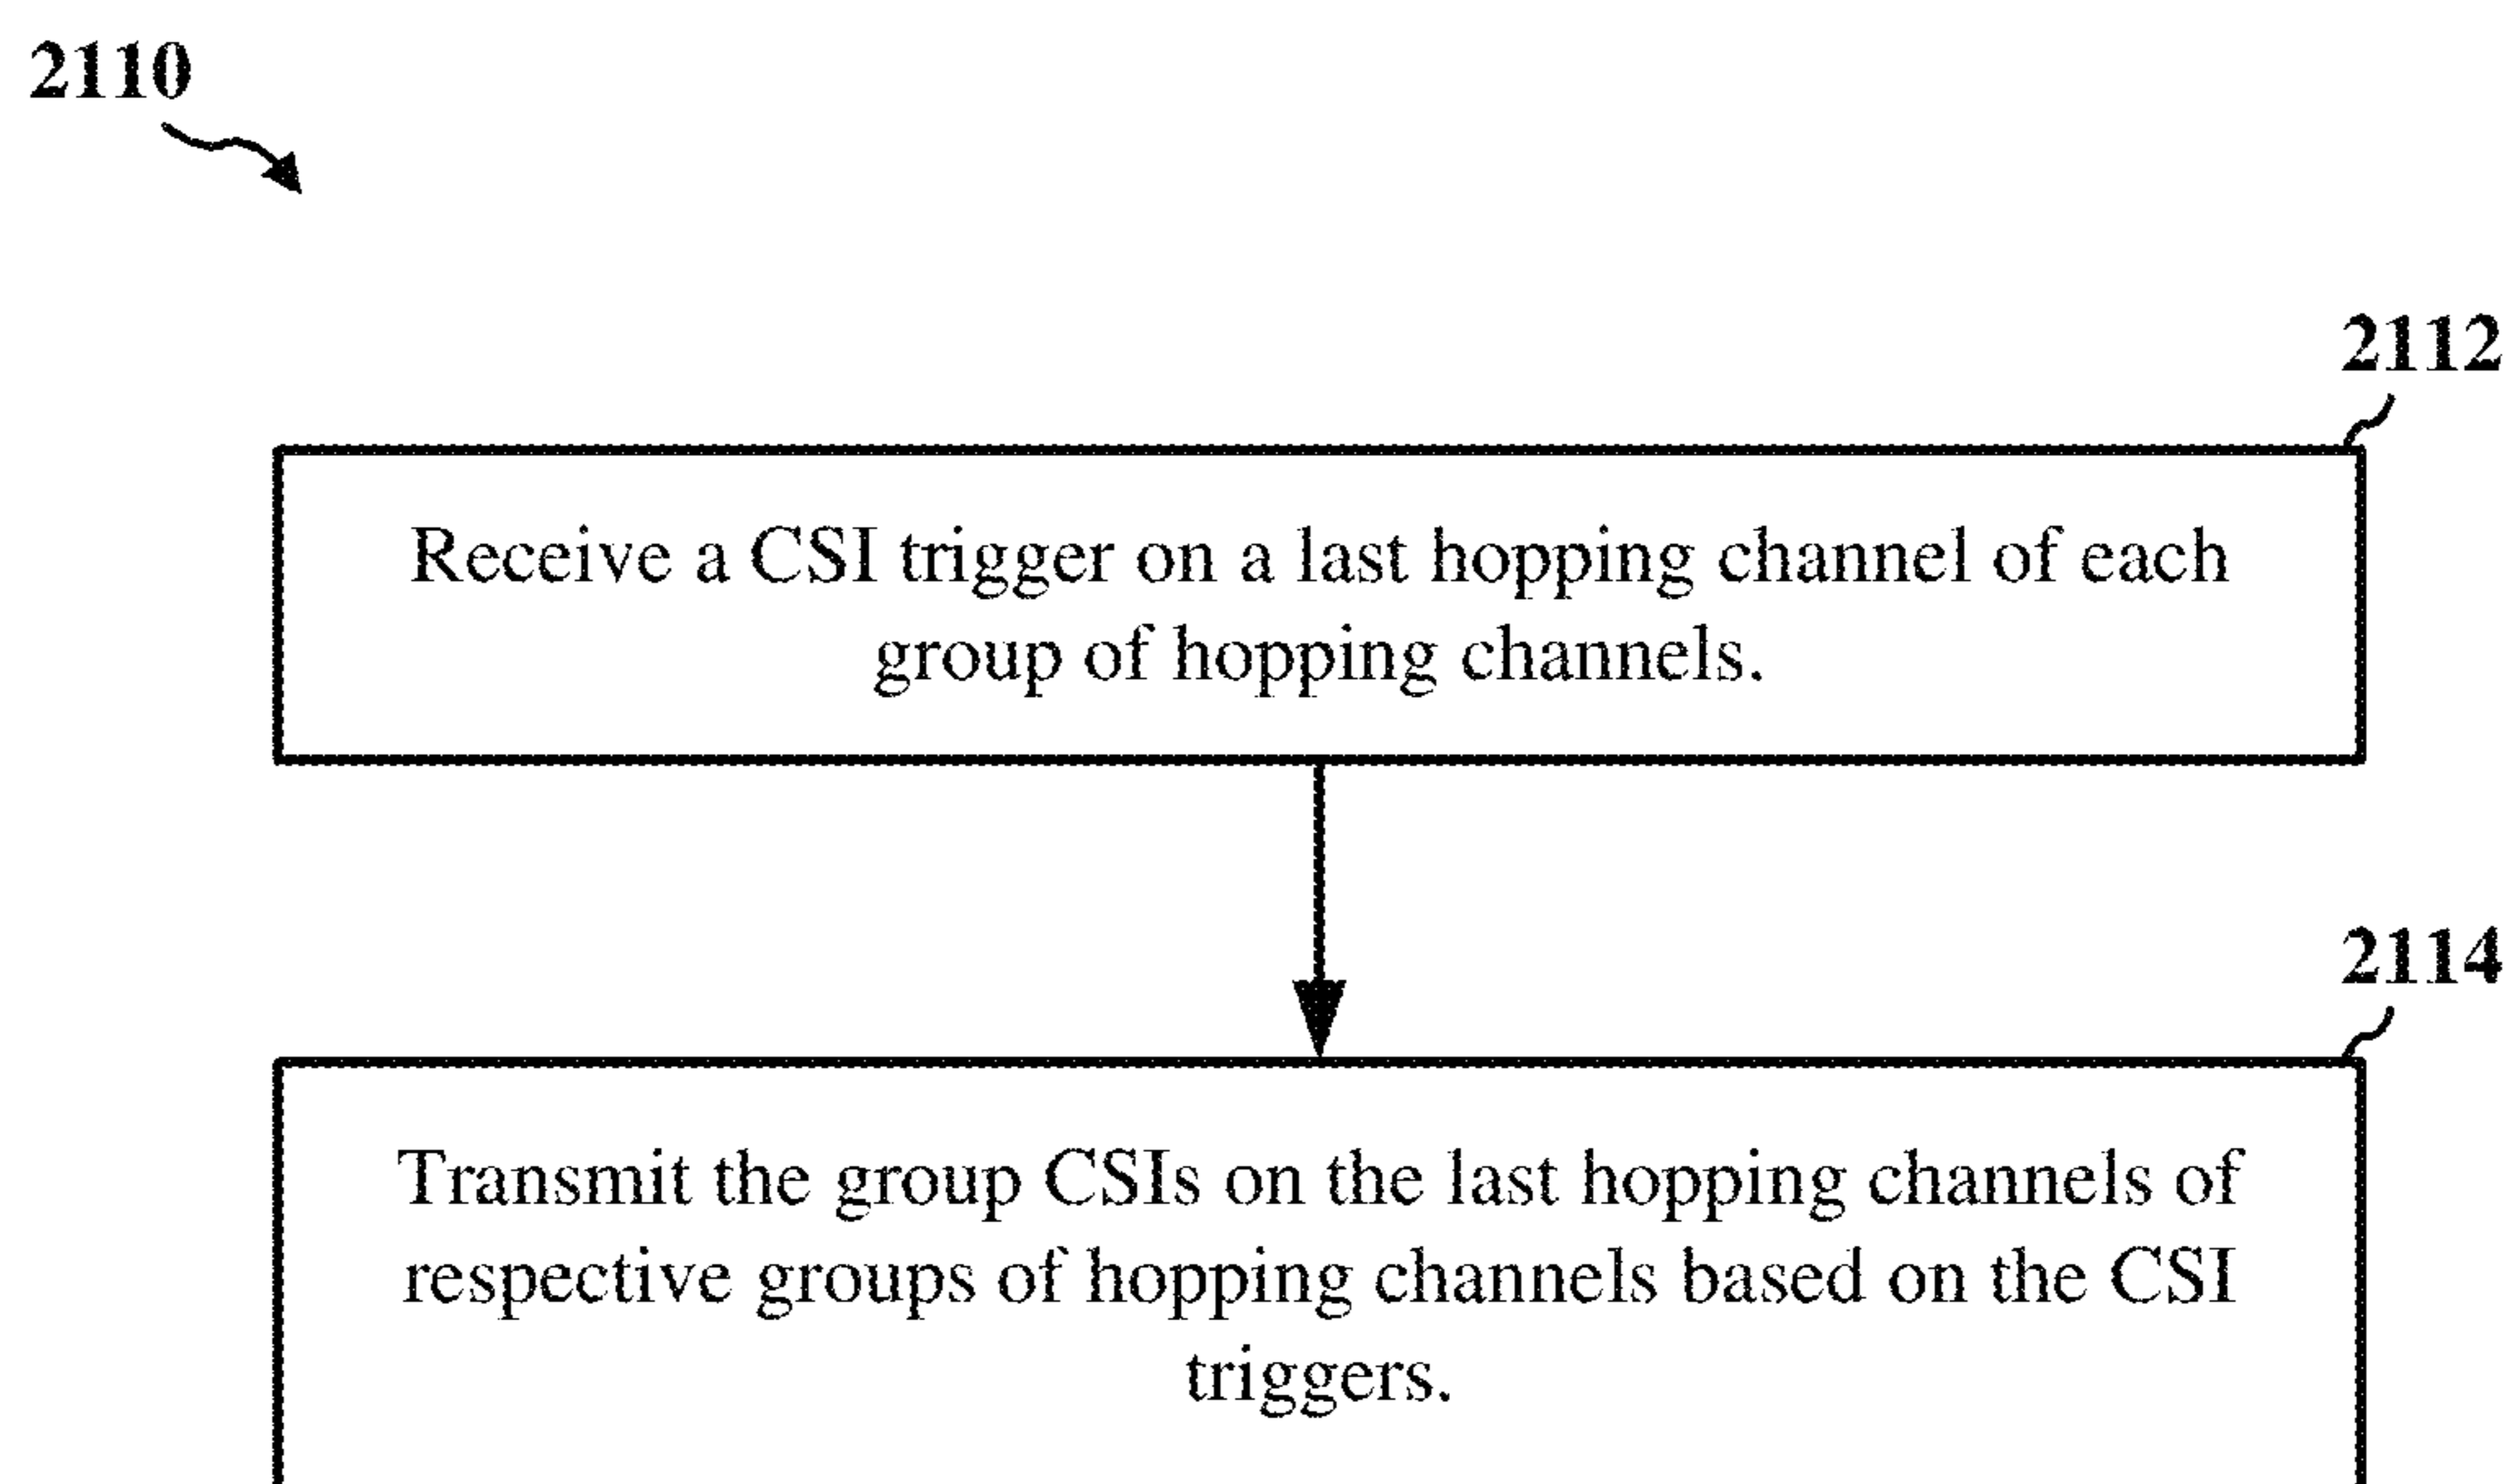 2110
2112
Receive a CSI trigger on a last hopping channel of each
group of hopping channels.
2114
Transmit the group CSIs on the last hopping channels of
respective groups of hopping channels based on the CSI
triggers.